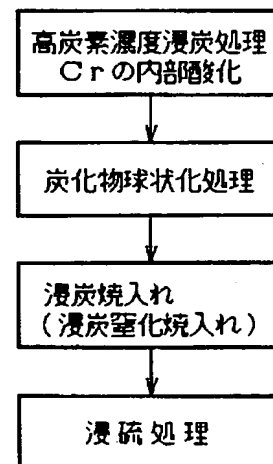 高炭素濃度浸炭処理
Crの内部酸化
炭化物球状化処理
浸炭焼入れ
(浸炭窒化焼入れ)
浸硫処理